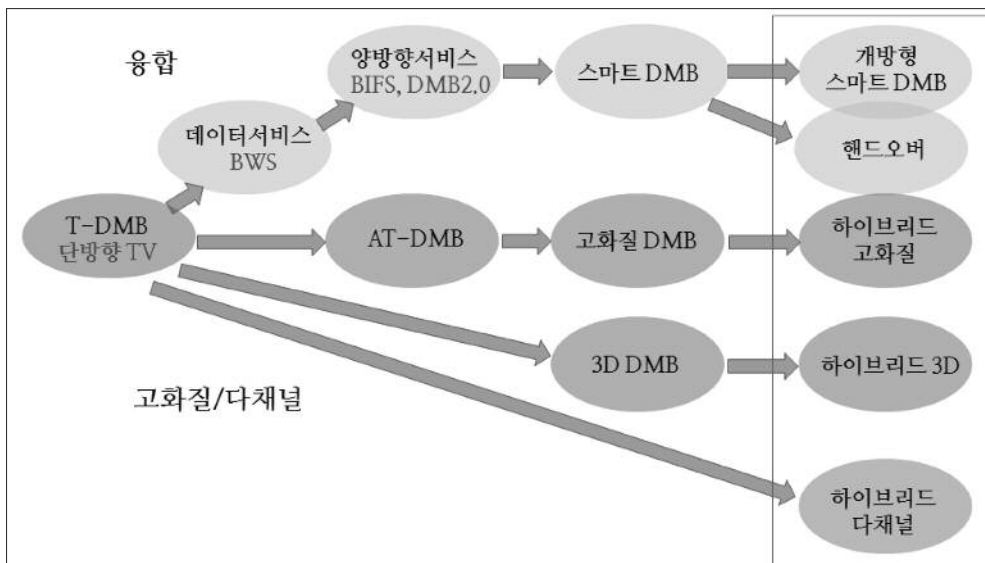 융합
양방향서비스
BIFS, DMB2.0
스마트 DMB
개방형
스마트 DMB
데이터서비스
BWS
핸드오버
T-DMB
단방향 TV
AT-DMB
고화질 DMB
하이브리드
고화질
3D DMB
하이브리드 3D
고화질/다채널
하이브리드
다채널